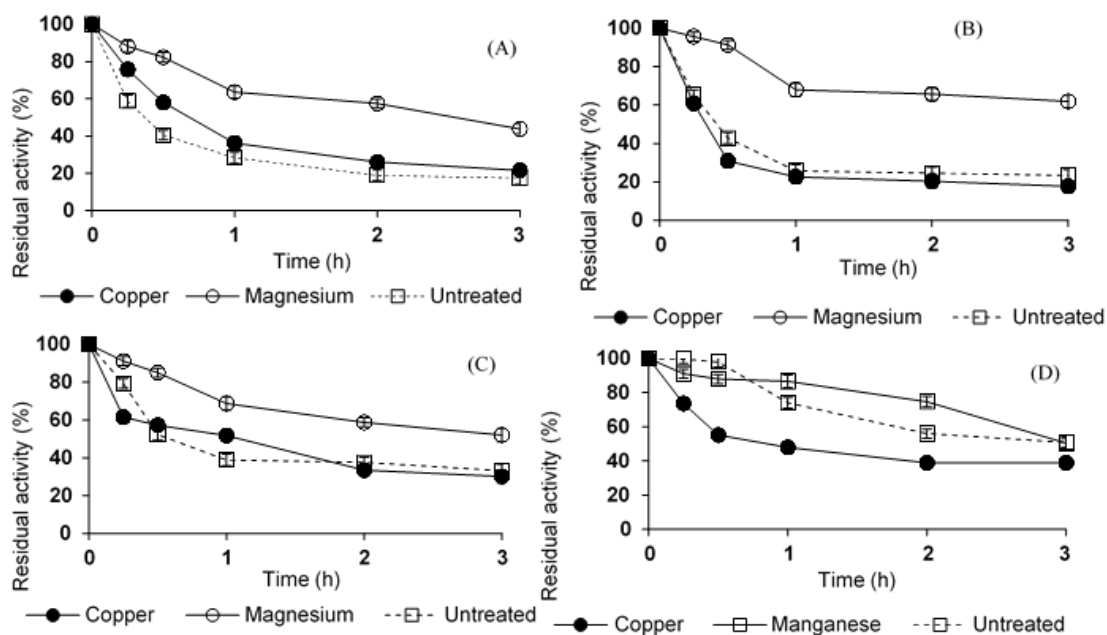 (A)
Residual activity (%)
100
80
60
40
20
0
0 1 2 3
Time (h)
Copper Magnesium Untreated
(B)
Residual activity (%)
100
80
60
40
20
0
0 1 2 3
Time (h)
Copper Magnesium Untreated
(C)
Residual activity (%)
100
80
60
40
20
0
0 1 2 3
Time (h)
Copper Magnesium Untreated
(D)
Residual activity (%)
100
80
60
40
20
0
0 1 2 3
Time (h)
Copper Manganese Untreated